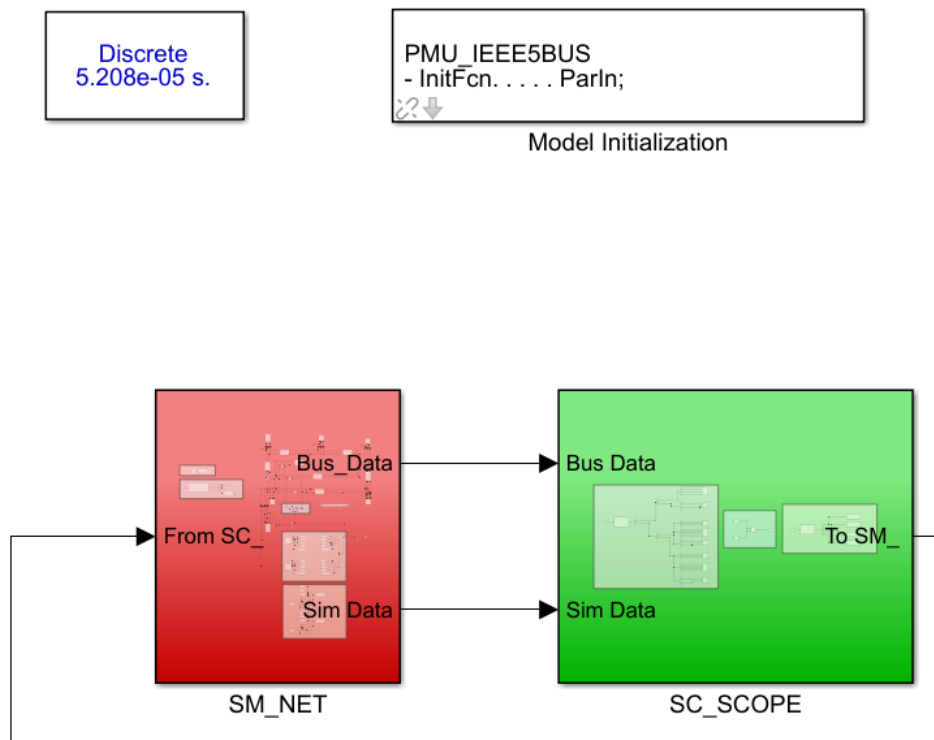 Discrete
5.208e-05 s.
PMU_IEEE5BUS
- InitFcn. . . . . ParIn;
Model Initialization
Bus_Data
From SC_
Sim Data
SM_NET
Bus Data
To SM_
Sim Data
SC_SCOPE